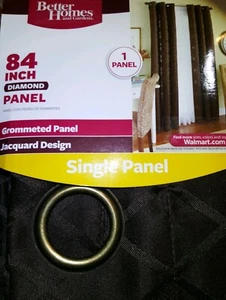 Better
Homes
and Gardens.
84
INCH
DIAMOND
PANEL
1
PANEL
Grommeted Panel
Jacquard Design
Walmart.com
Single Panel